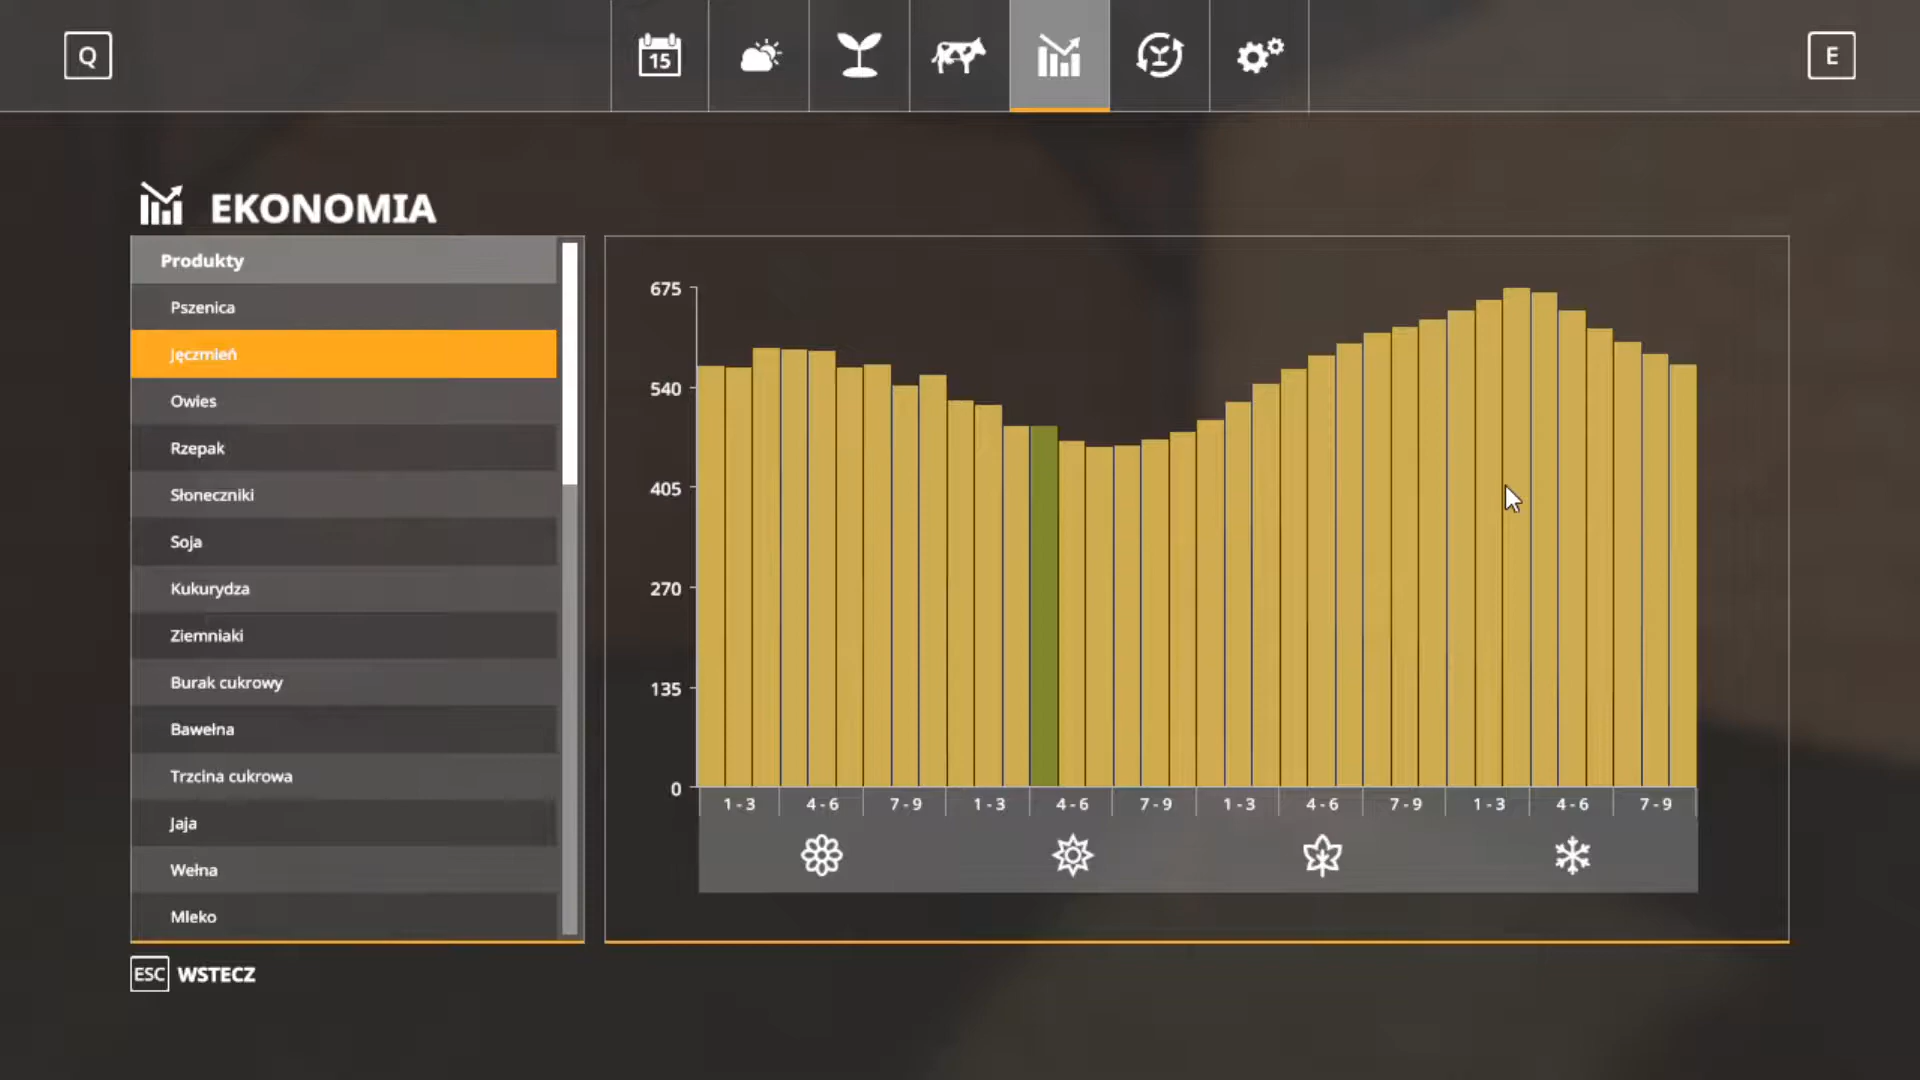 Q
15
E
EKONOMIA
Produkty
Pszenica
Jęczmień
Owies
Rzepak
Słoneczniki
Soja
Kukurydza
Ziemniaki
Burak cukrowy
Bawełna
Trzcina cukrowa
Jaja
Wełna
Mleko
675
540
405
270
135
0
1 - 3 4 - 6 7 - 9 1 - 3 4 - 6 7 - 9 1 - 3 4 - 6 7 - 9 1 - 3 4 - 6 7 - 9
ESC WSTECZ